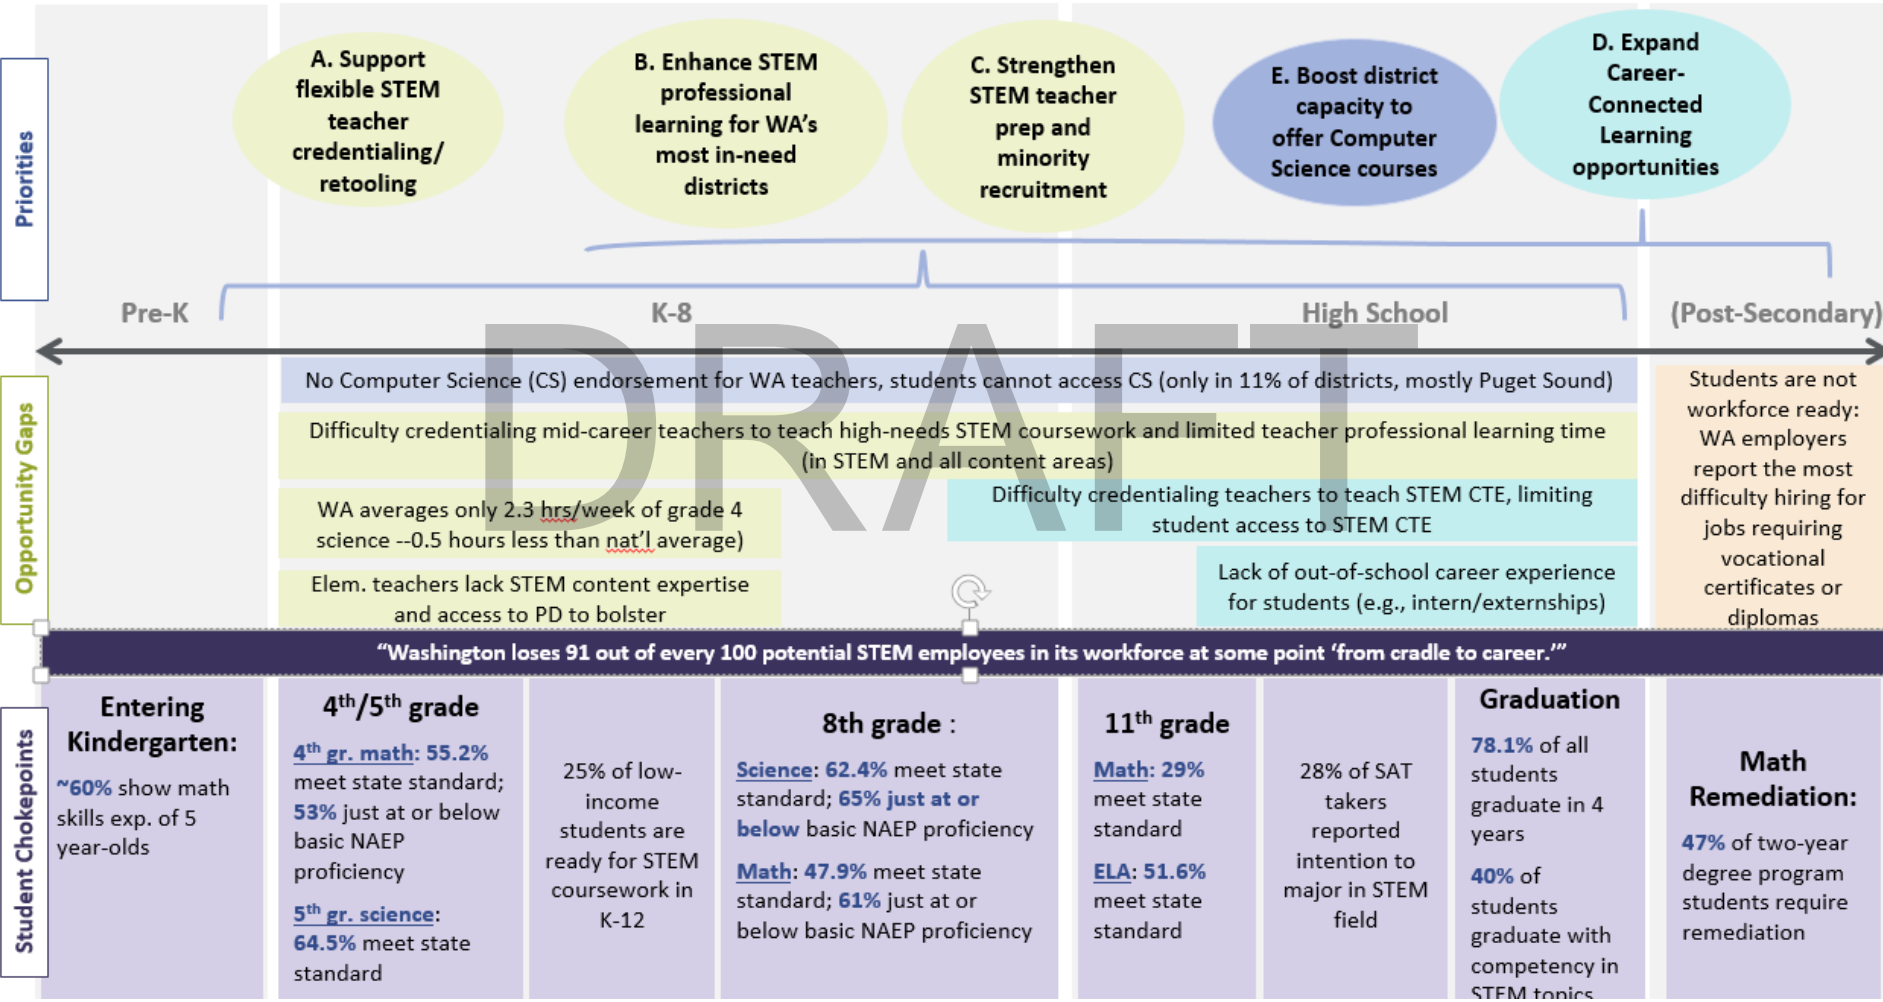 Priorities
A. Support
flexible STEM
teacher
credentialing/
retooling
B. Enhance STEM
professional
learning for WA's
most in-need
districts
C. Strengthen
STEM teacher
prep and
minority
recruitment
E. Boost district
capacity to
offer Computer
Science courses
D. Expand
Career-
Connected
Learning
opportunities
Pre-K
K-8
High School
(Post-Secondary)
DRAFT
Opportunity Gaps
No Computer Science (CS) endorsement for WA teachers, students cannot access CS (only in 11% of districts, mostly Puget Sound)
Difficulty credentialing mid-career teachers to teach high-needs STEM coursework and limited teacher professional learning time
(in STEM and all content areas)
WA averages only 2.3 hrs/week of grade 4
science --0.5 hours less than nat'l average)
Difficulty credentialing teachers to teach STEM CTE, limiting
student access to STEM CTE
Elem. teachers lack STEM content expertise
and access to PD to bolster
Lack of out-of-school career experience
for students (e.g., intern/externships)
Students are not
workforce ready:
WA employers
report the most
difficulty hiring for
jobs requiring
vocational
certificates or
diplomas
“Washington loses 91 out of every 100 potential STEM employees in its workforce at some point ‘from cradle to career.’”
Student Chokepoints
Entering
Kindergarten:
~60% show math
skills exp. of 5
year-olds
4th/5th grade
4th gr. math: 55.2%
meet state standard;
53% just at or below
basic NAEP
proficiency
5th gr. science:
64.5% meet state
standard
25% of low-
income
students are
ready for STEM
coursework in
K-12
8th grade :
Science: 62.4% meet state
standard; 65% just at or
below basic NAEP proficiency
Math: 47.9% meet state
standard; 61% just at or
below basic NAEP proficiency
11th grade
Math: 29%
meet state
standard
ELA: 51.6%
meet state
standard
28% of SAT
takers
reported
intention to
major in STEM
field
Graduation
78.1% of all
students
graduate in 4
years
40% of
students
graduate with
competency in
STEM topics
Math
Remediation:
47% of two-year
degree program
students require
remediation